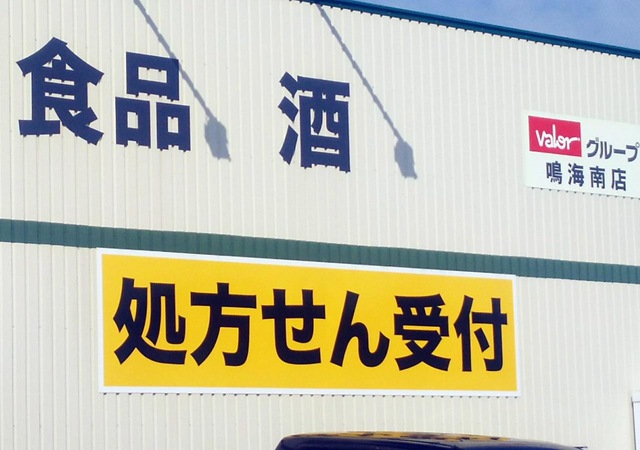 食品 酒
valor グループ
鳴海南店
処方せん受付